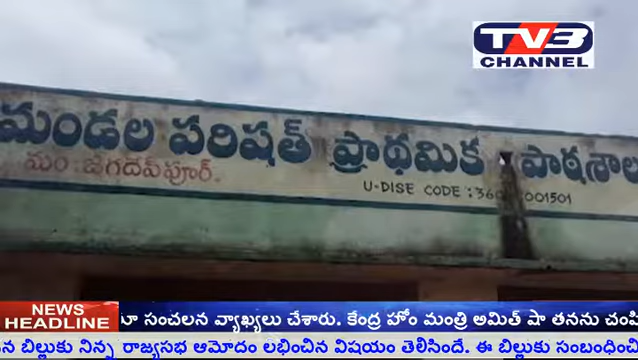 TV3
CHANNEL
మండల పరిషత్ ప్రాథమిక పాఠశాల
మం: జగదేవ్‌పూర్.
U-DISE CODE : 36 001501
NEWS
HEADLINE
సంచలన వ్యాఖ్యలు చేశారు. కేంద్ర హోం మంత్రి అమిత్ షా తనను
బిల్లుకు నిన్న రాజ్యసభ ఆమోదం లభించిన విషయం తెలిసిందే. ఈ బిల్లుకు